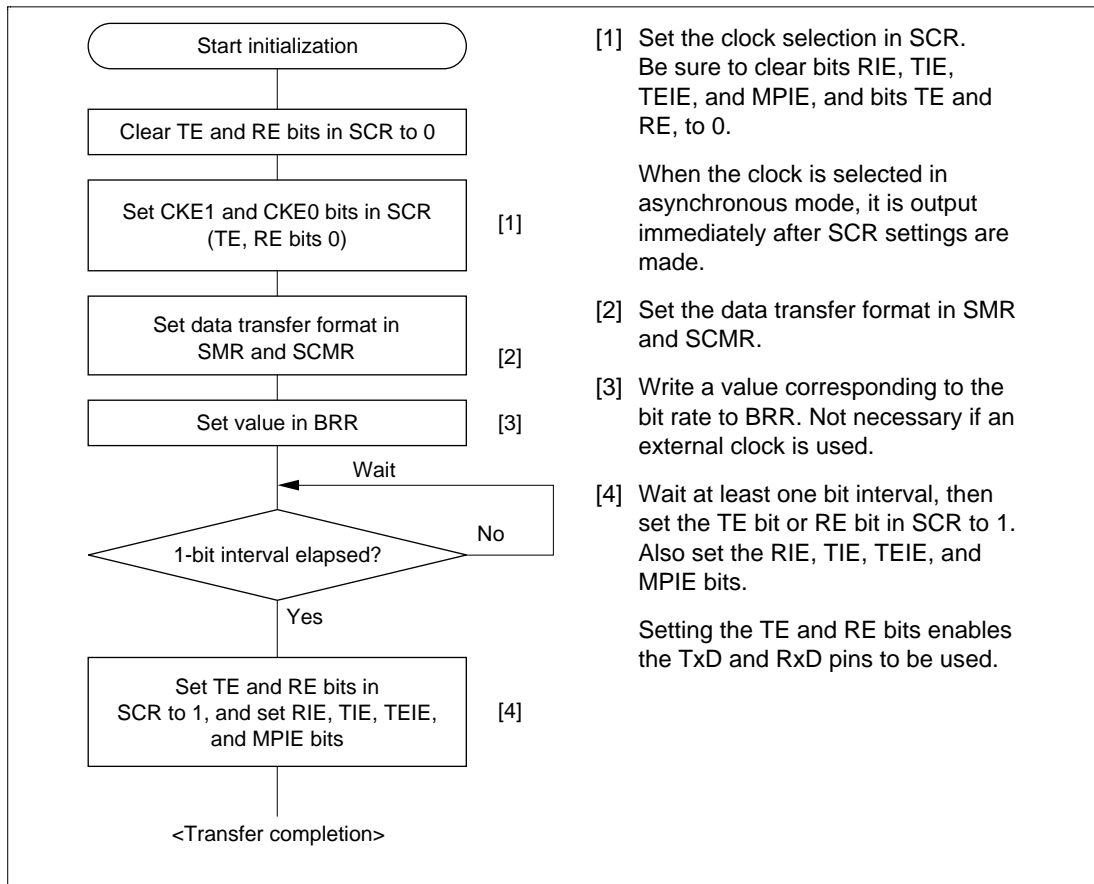 Start initialization
Clear TE and RE bits in SCR to 0
Set CKE1 and CKE0 bits in SCR
(TE, RE bits 0)
[1]
Set data transfer format in
SMR and SCMR
[2]
Set value in BRR
[3]
Wait
No
1-bit interval elapsed?
Yes
Set TE and RE bits in
SCR to 1, and set RIE, TIE, TEIE,
and MPIE bits
[4]
<Transfer completion>
[1] Set the clock selection in SCR.
Be sure to clear bits RIE, TIE,
TEIE, and MPIE, and bits TE and
RE, to 0.
When the clock is selected in
asynchronous mode, it is output
immediately after SCR settings are
made.
[2] Set the data transfer format in SMR
and SCMR.
[3] Write a value corresponding to the
bit rate to BRR. Not necessary if an
external clock is used.
[4] Wait at least one bit interval, then
set the TE bit or RE bit in SCR to 1.
Also set the RIE, TIE, TEIE, and
MPIE bits.
Setting the TE and RE bits enables
the TxD and RxD pins to be used.